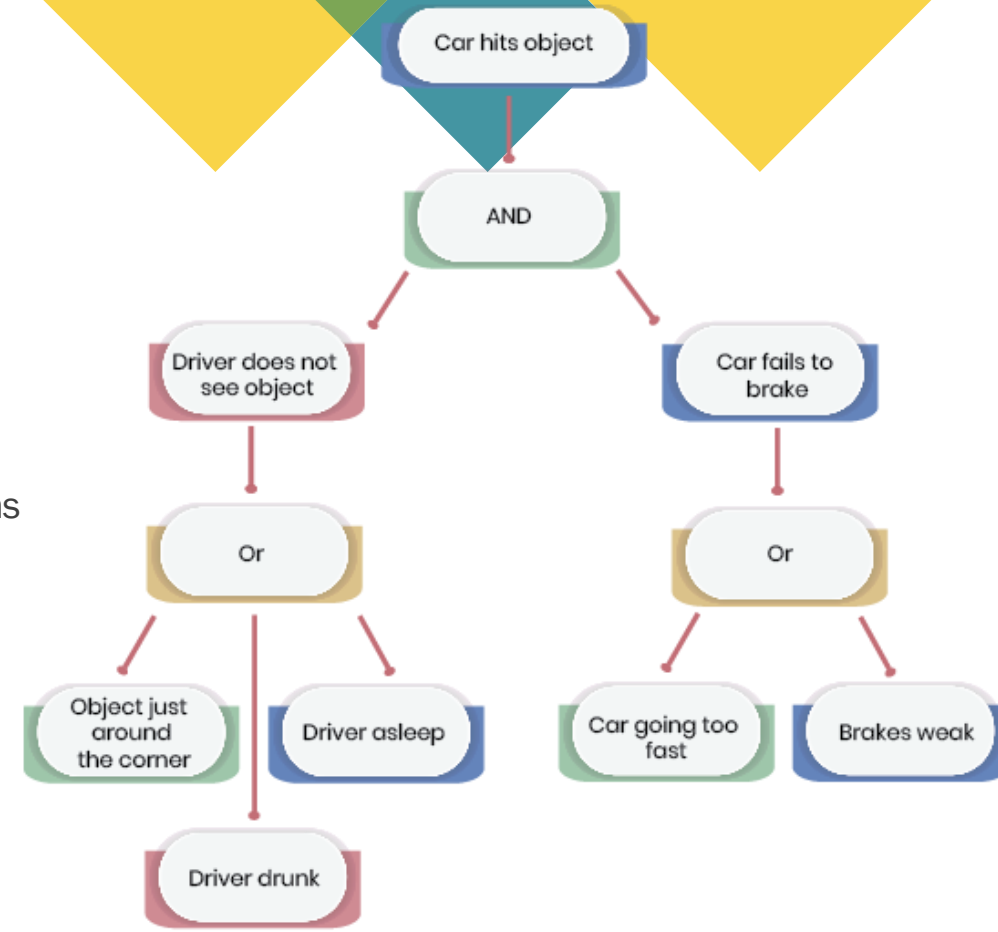 Car hits object
AND
Driver does not
see object
Car fails to
brake
Or
Or
Object just
around
the corner
Driver asleep
Car going too
fast
Brakes weak
Driver drunk